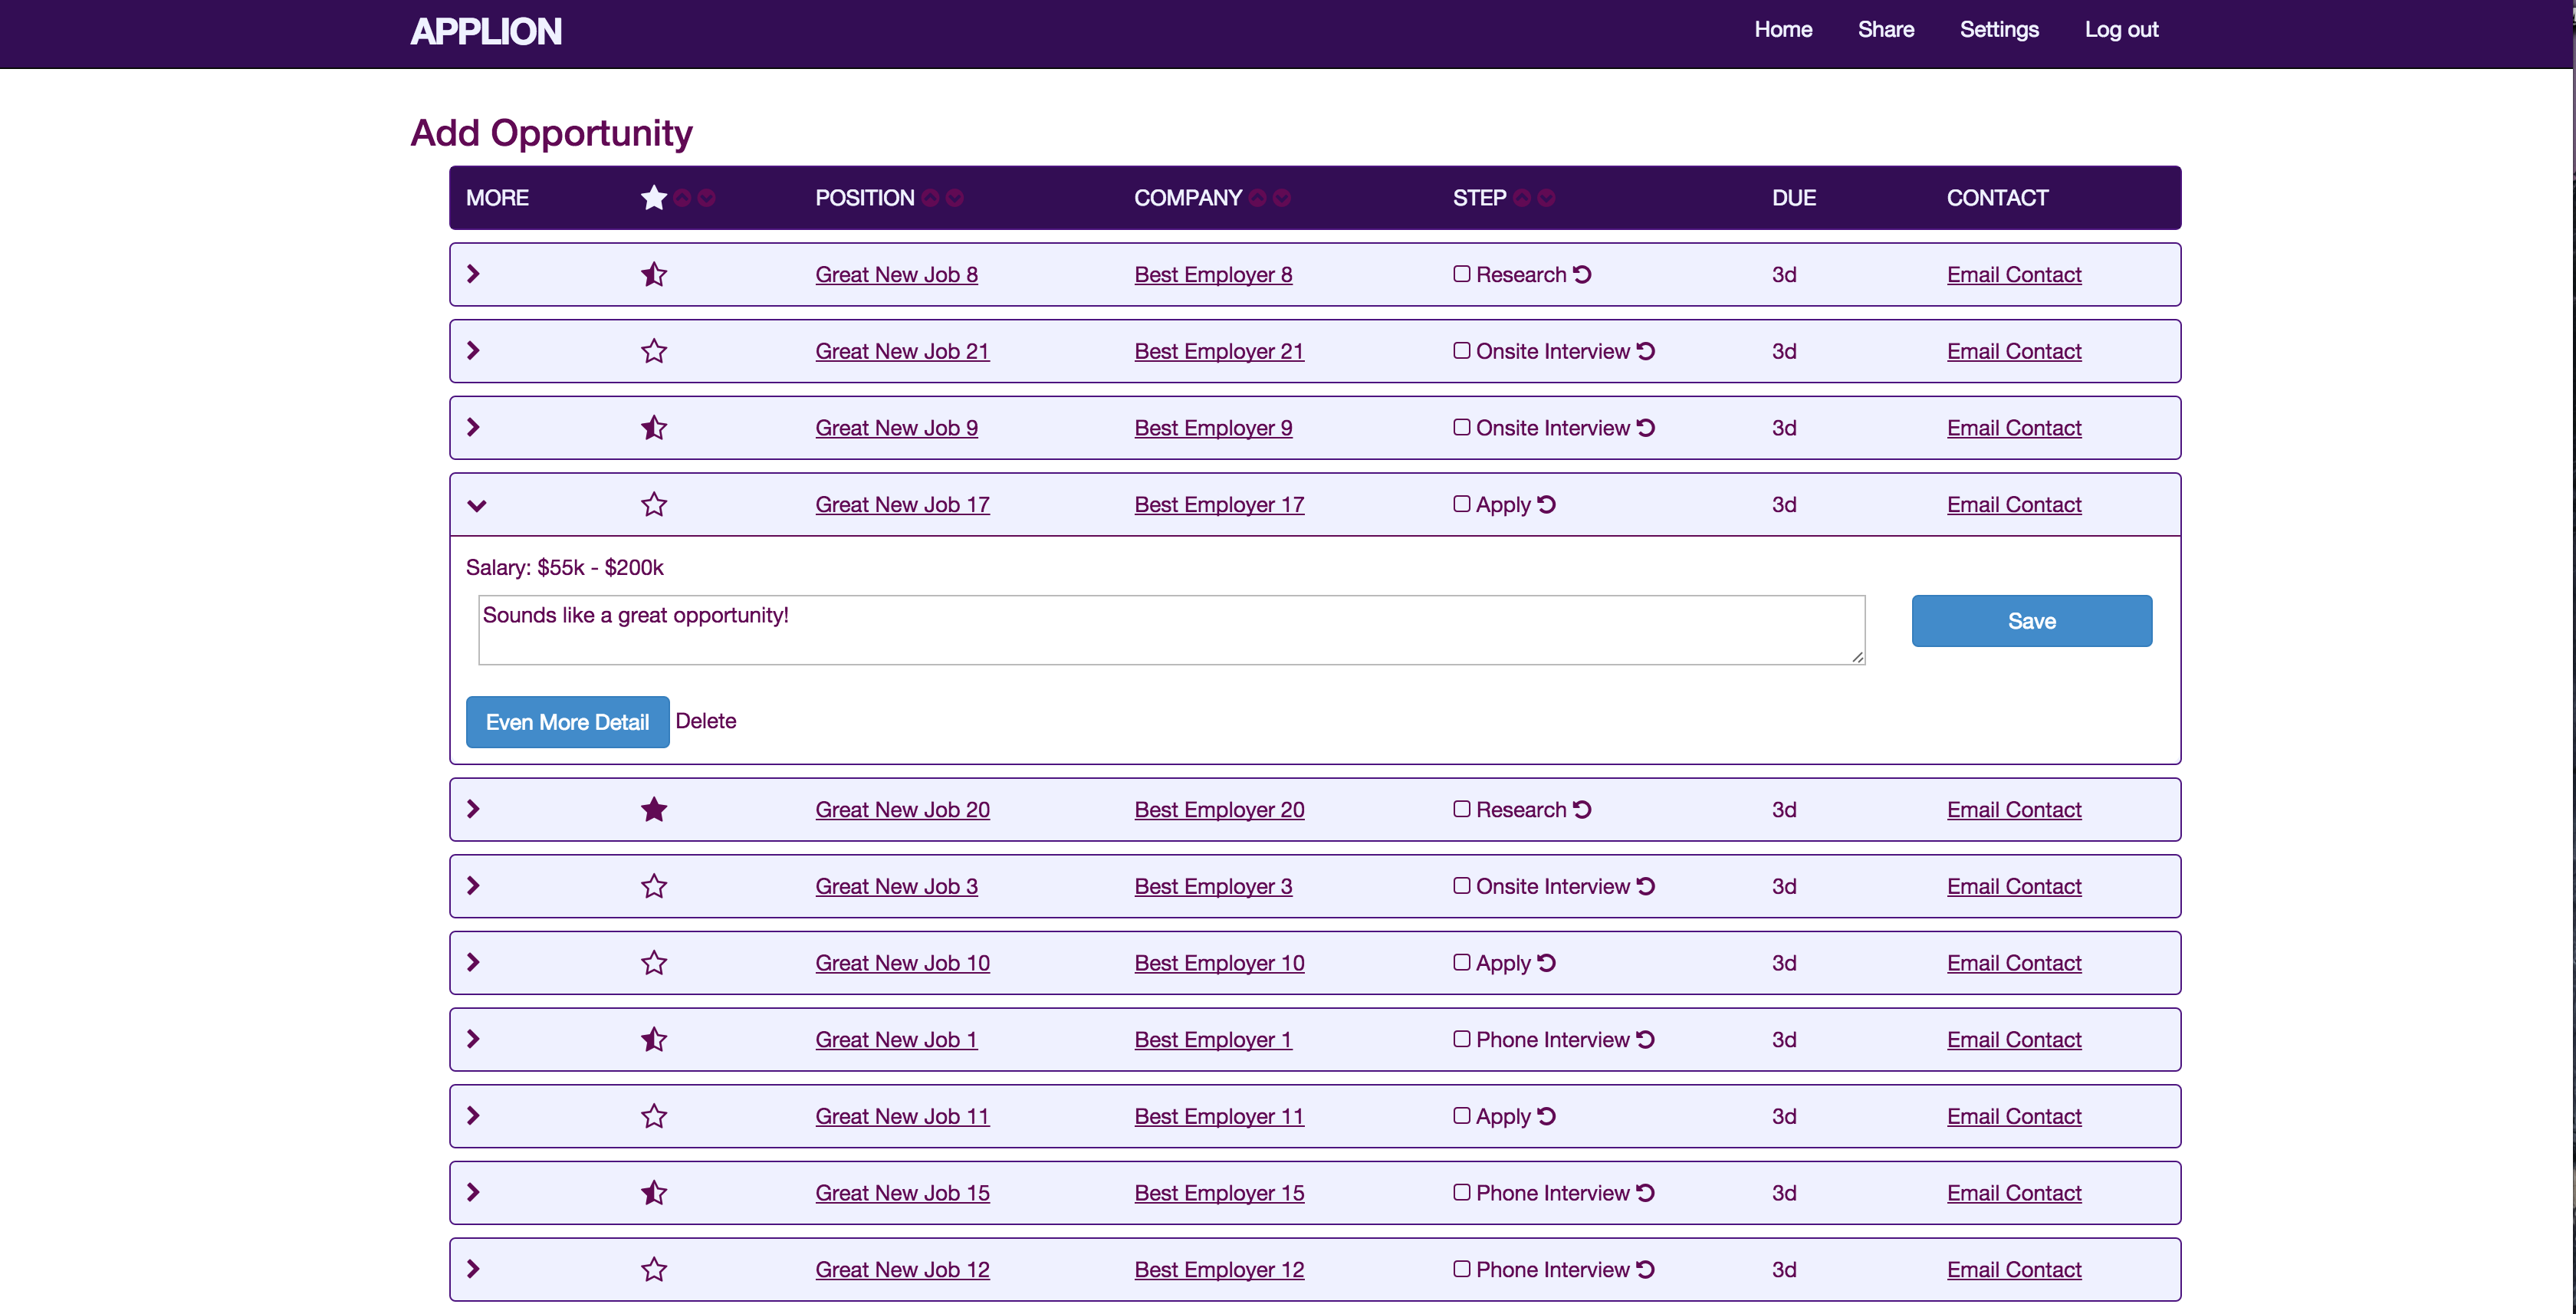 APPLION Home Share Settings Log out
Add Opportunity
MORE POSITION COMPANY STEP DUE CONTACT
Great New Job 8 Best Employer 8 Research 3d Email Contact
Great New Job 21 Best Employer 21 Onsite Interview 3d Email Contact
Great New Job 9 Best Employer 9 Onsite Interview 3d Email Contact
Great New Job 17 Best Employer 17 Apply 3d Email Contact
Salary: $55k - $200k
Sounds like a great opportunity! Save
Even More Detail Delete
Great New Job 20 Best Employer 20 Research 3d Email Contact
Great New Job 3 Best Employer 3 Onsite Interview 3d Email Contact
Great New Job 10 Best Employer 10 Apply 3d Email Contact
Great New Job 1 Best Employer 1 Phone Interview 3d Email Contact
Great New Job 11 Best Employer 11 Apply 3d Email Contact
Great New Job 15 Best Employer 15 Phone Interview 3d Email Contact
Great New Job 12 Best Employer 12 Phone Interview 3d Email Contact